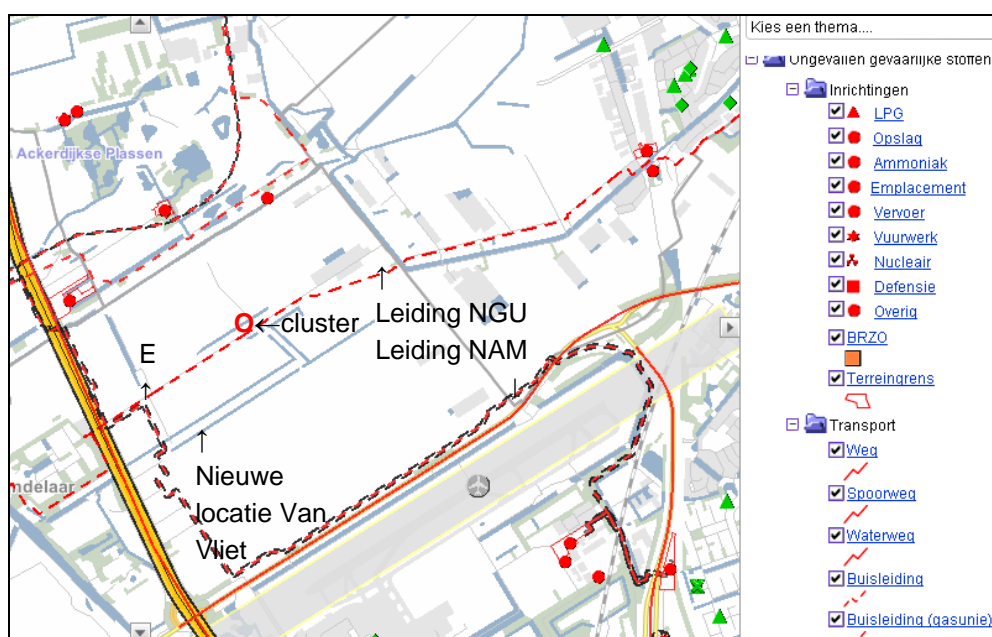 Kies een thema....
Ongevallen gevaarlijke stoffen
Inrichtingen
LPG
Opslag
Ammoniak
Emplacement
Vervoer
Vuurwerk
Nucleair
Defensie
Overig
BRZO
Terreingrens
Transport
Weg
Spoorweg
Waterweg
Buisleiding
Buisleiding (gasunie)
Ackerdijkse Plassen
O
cluster
Leiding NGU
Leiding NAM
E
Nieuwe
locatie Van
Vliet
ndelaar